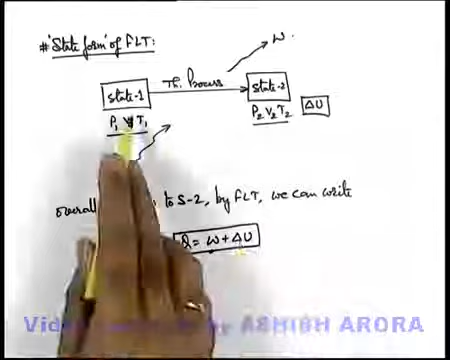 # 'State form' of FLT:
W.
State-1 Th. Process State-2
P₁ V₁ T₁ P₂ V₂ T₂ ΔU
overall to S-2, by FLT, we can write
Q = W + ΔU
by ASHISH ARORA